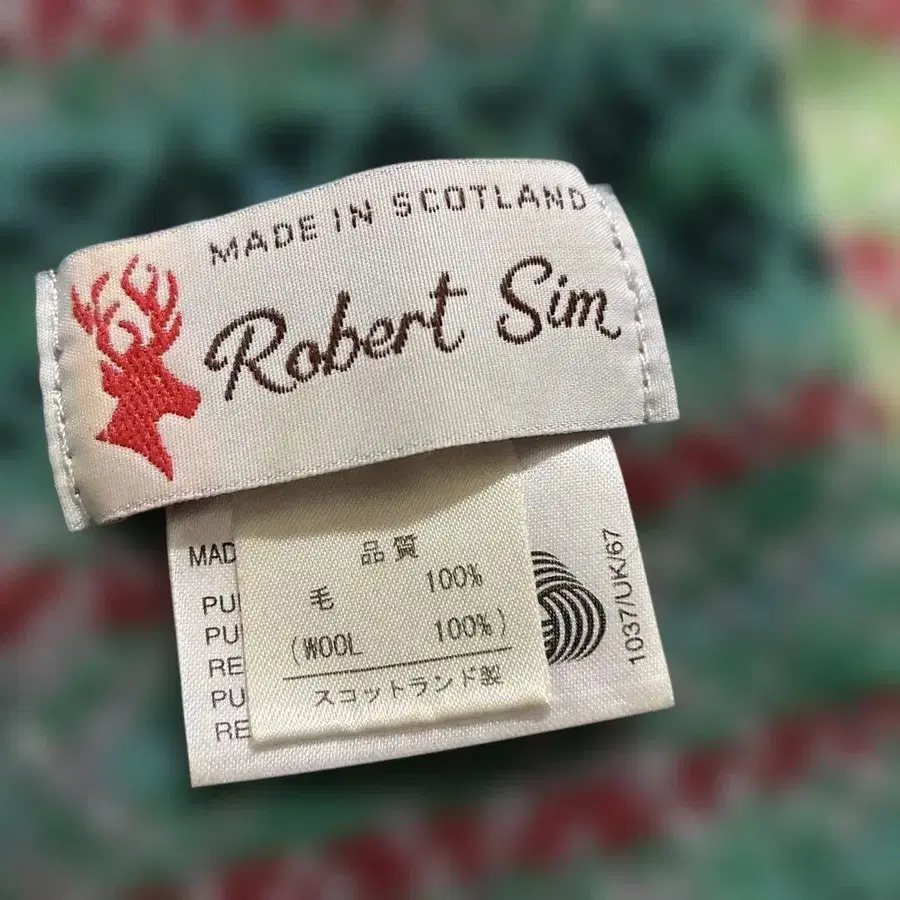 MADE IN SCOTLAND
Robert Sim
品質
毛 100%
(WOOL 100%)
スコットランド製
MAD
PU
PU
RE
PU
RE
1037/UK/67